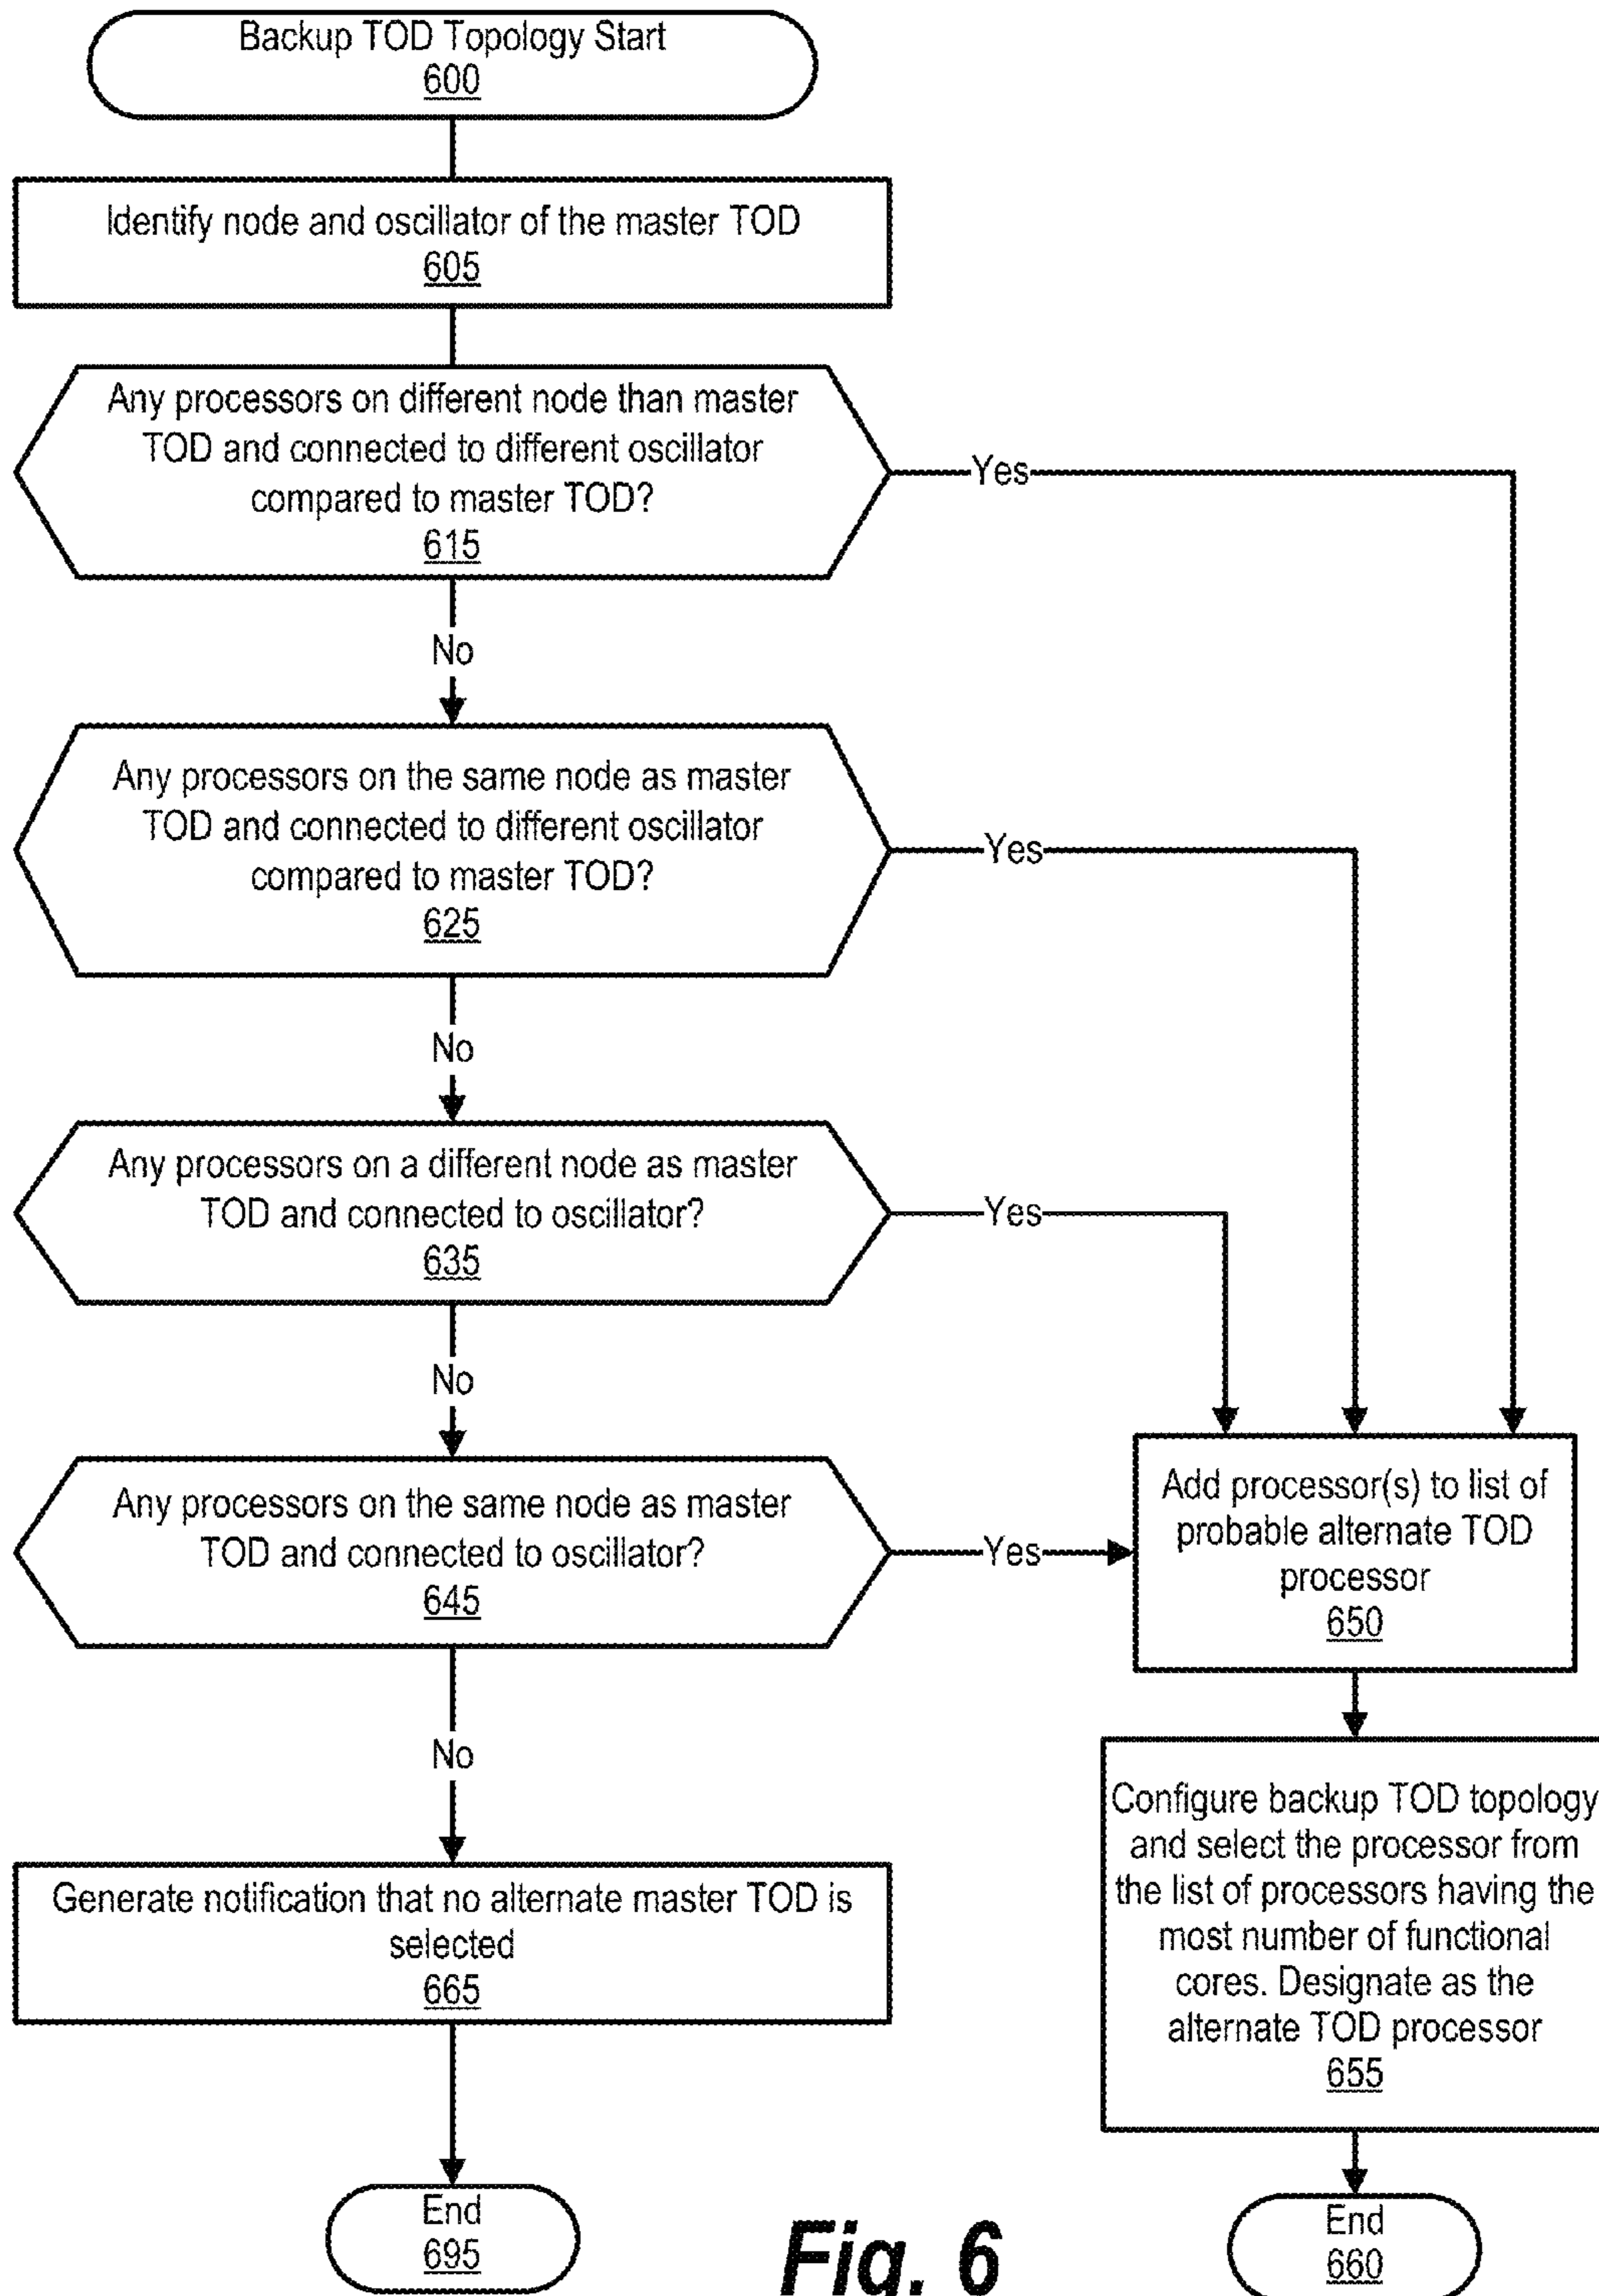 Backup TOD Topology Start
600
Identify node and oscillator of the master TOD
605
Any processors on different node than master
TOD and connected to different oscillator
compared to master TOD?
615
Yes
No
Any processors on the same node as master
TOD and connected to different oscillator
compared to master TOD?
625
Yes
No
Any processors on a different node as master
TOD and connected to oscillator?
635
Yes
No
Any processors on the same node as master
TOD and connected to oscillator?
645
Yes
Add processor(s) to list of
probable alternate TOD
processor
650
No
Configure backup TOD topology
and select the processor from
the list of processors having the
most number of functional
cores. Designate as the
alternate TOD processor
655
Generate notification that no alternate master TOD is
selected
665
End
695
End
660
Fig. 6